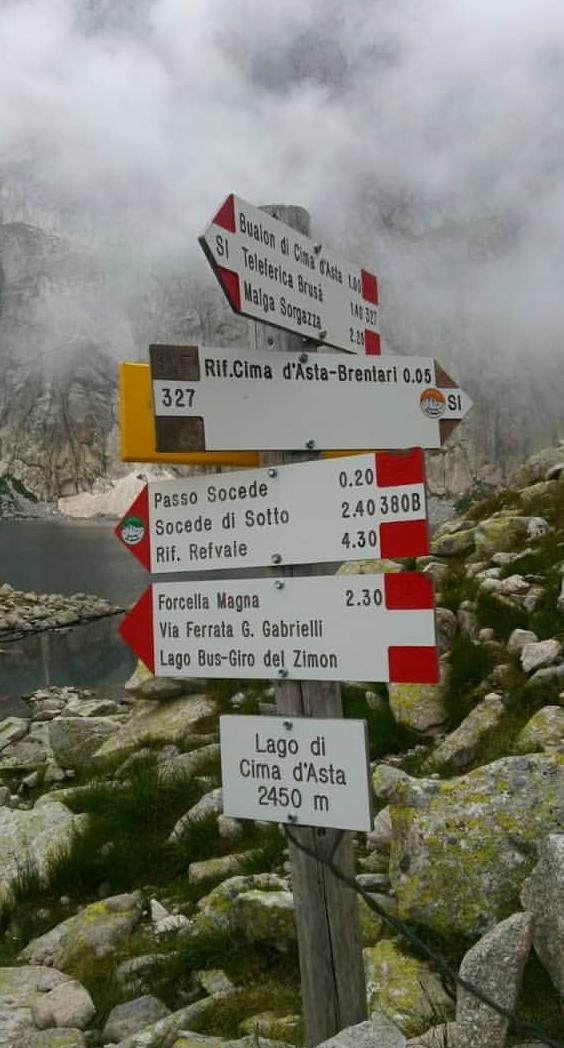 Bualon di Cima d'Asta 1.00
SI Teleferica Brusà 1.40 327
Malga Sorgazza 2.20
Rif.Cima d'Asta-Brentari 0.05
327 SI
Passo Socede 0.20
Socede di Sotto 2.40 380B
Rif. Refvale 4.30
Forcella Magna 2.30
Via Ferrata G. Gabrielli
Lago Bus-Giro del Zimon
Lago di
Cima d'Asta
2450 m